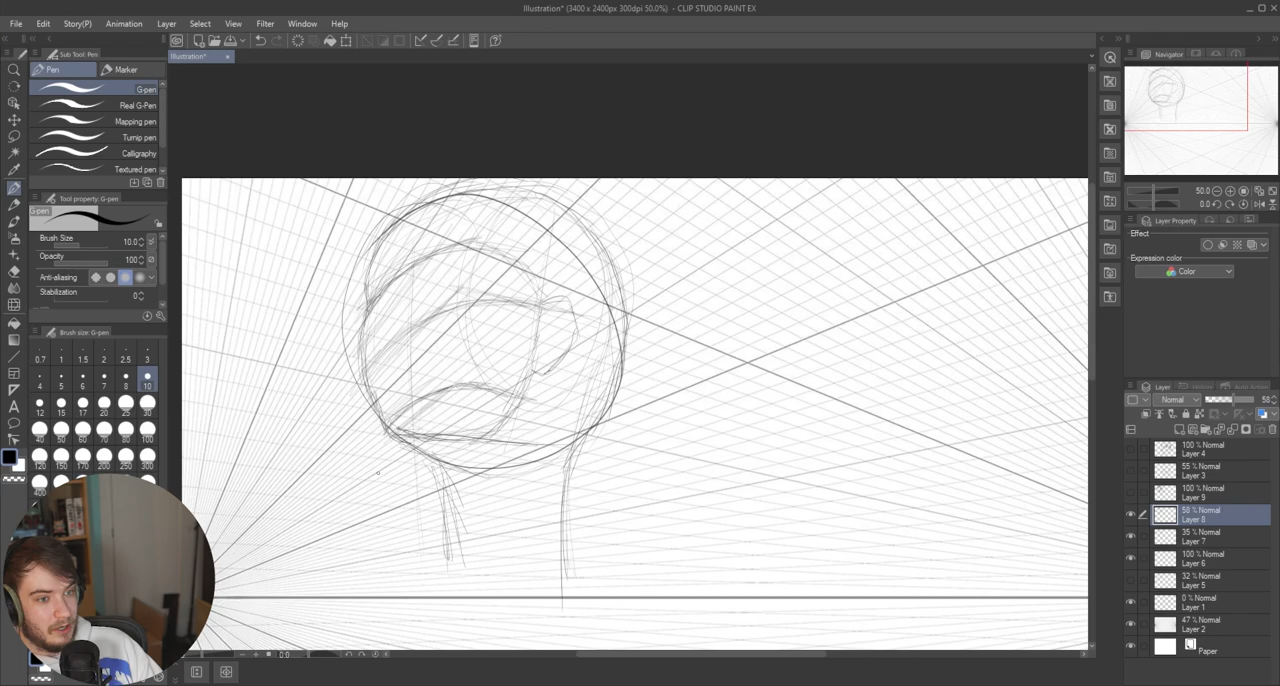 Illustration* (3400 x 2400px 300dpi 50.0%) - CLIP STUDIO PAINT EX
File Edit Story(P) Animation Layer Select View Filter Window Help
Sub Tool: Pen
Pen Marker
G-pen
Real G-Pen
Mapping pen
Turnip pen
Calligraphy
Textured pen
Tool property: G-pen
G-pen
Brush Size 10.0
Opacity 100
Anti-aliasing
Stabilization 0
Brush size: G-pen
0.7 1 1.5 2 2.5 3
4 5 6 7 8 10
12 15 17 20 25 30
40 50 60 70 80 100
120 150 170 200 250 300
400
Illustration*
0.0
Navigator
50.0
0.0
Layer Property
Effect
Expression color
Color
Layer History Auto Action
Normal 58
100 % Normal
Layer 4
55 % Normal
Layer 3
100 % Normal
Layer 9
58 % Normal
Layer 8
35 % Normal
Layer 7
100 % Normal
Layer 6
32 % Normal
Layer 5
0 % Normal
Layer 1
47 % Normal
Layer 2
Paper